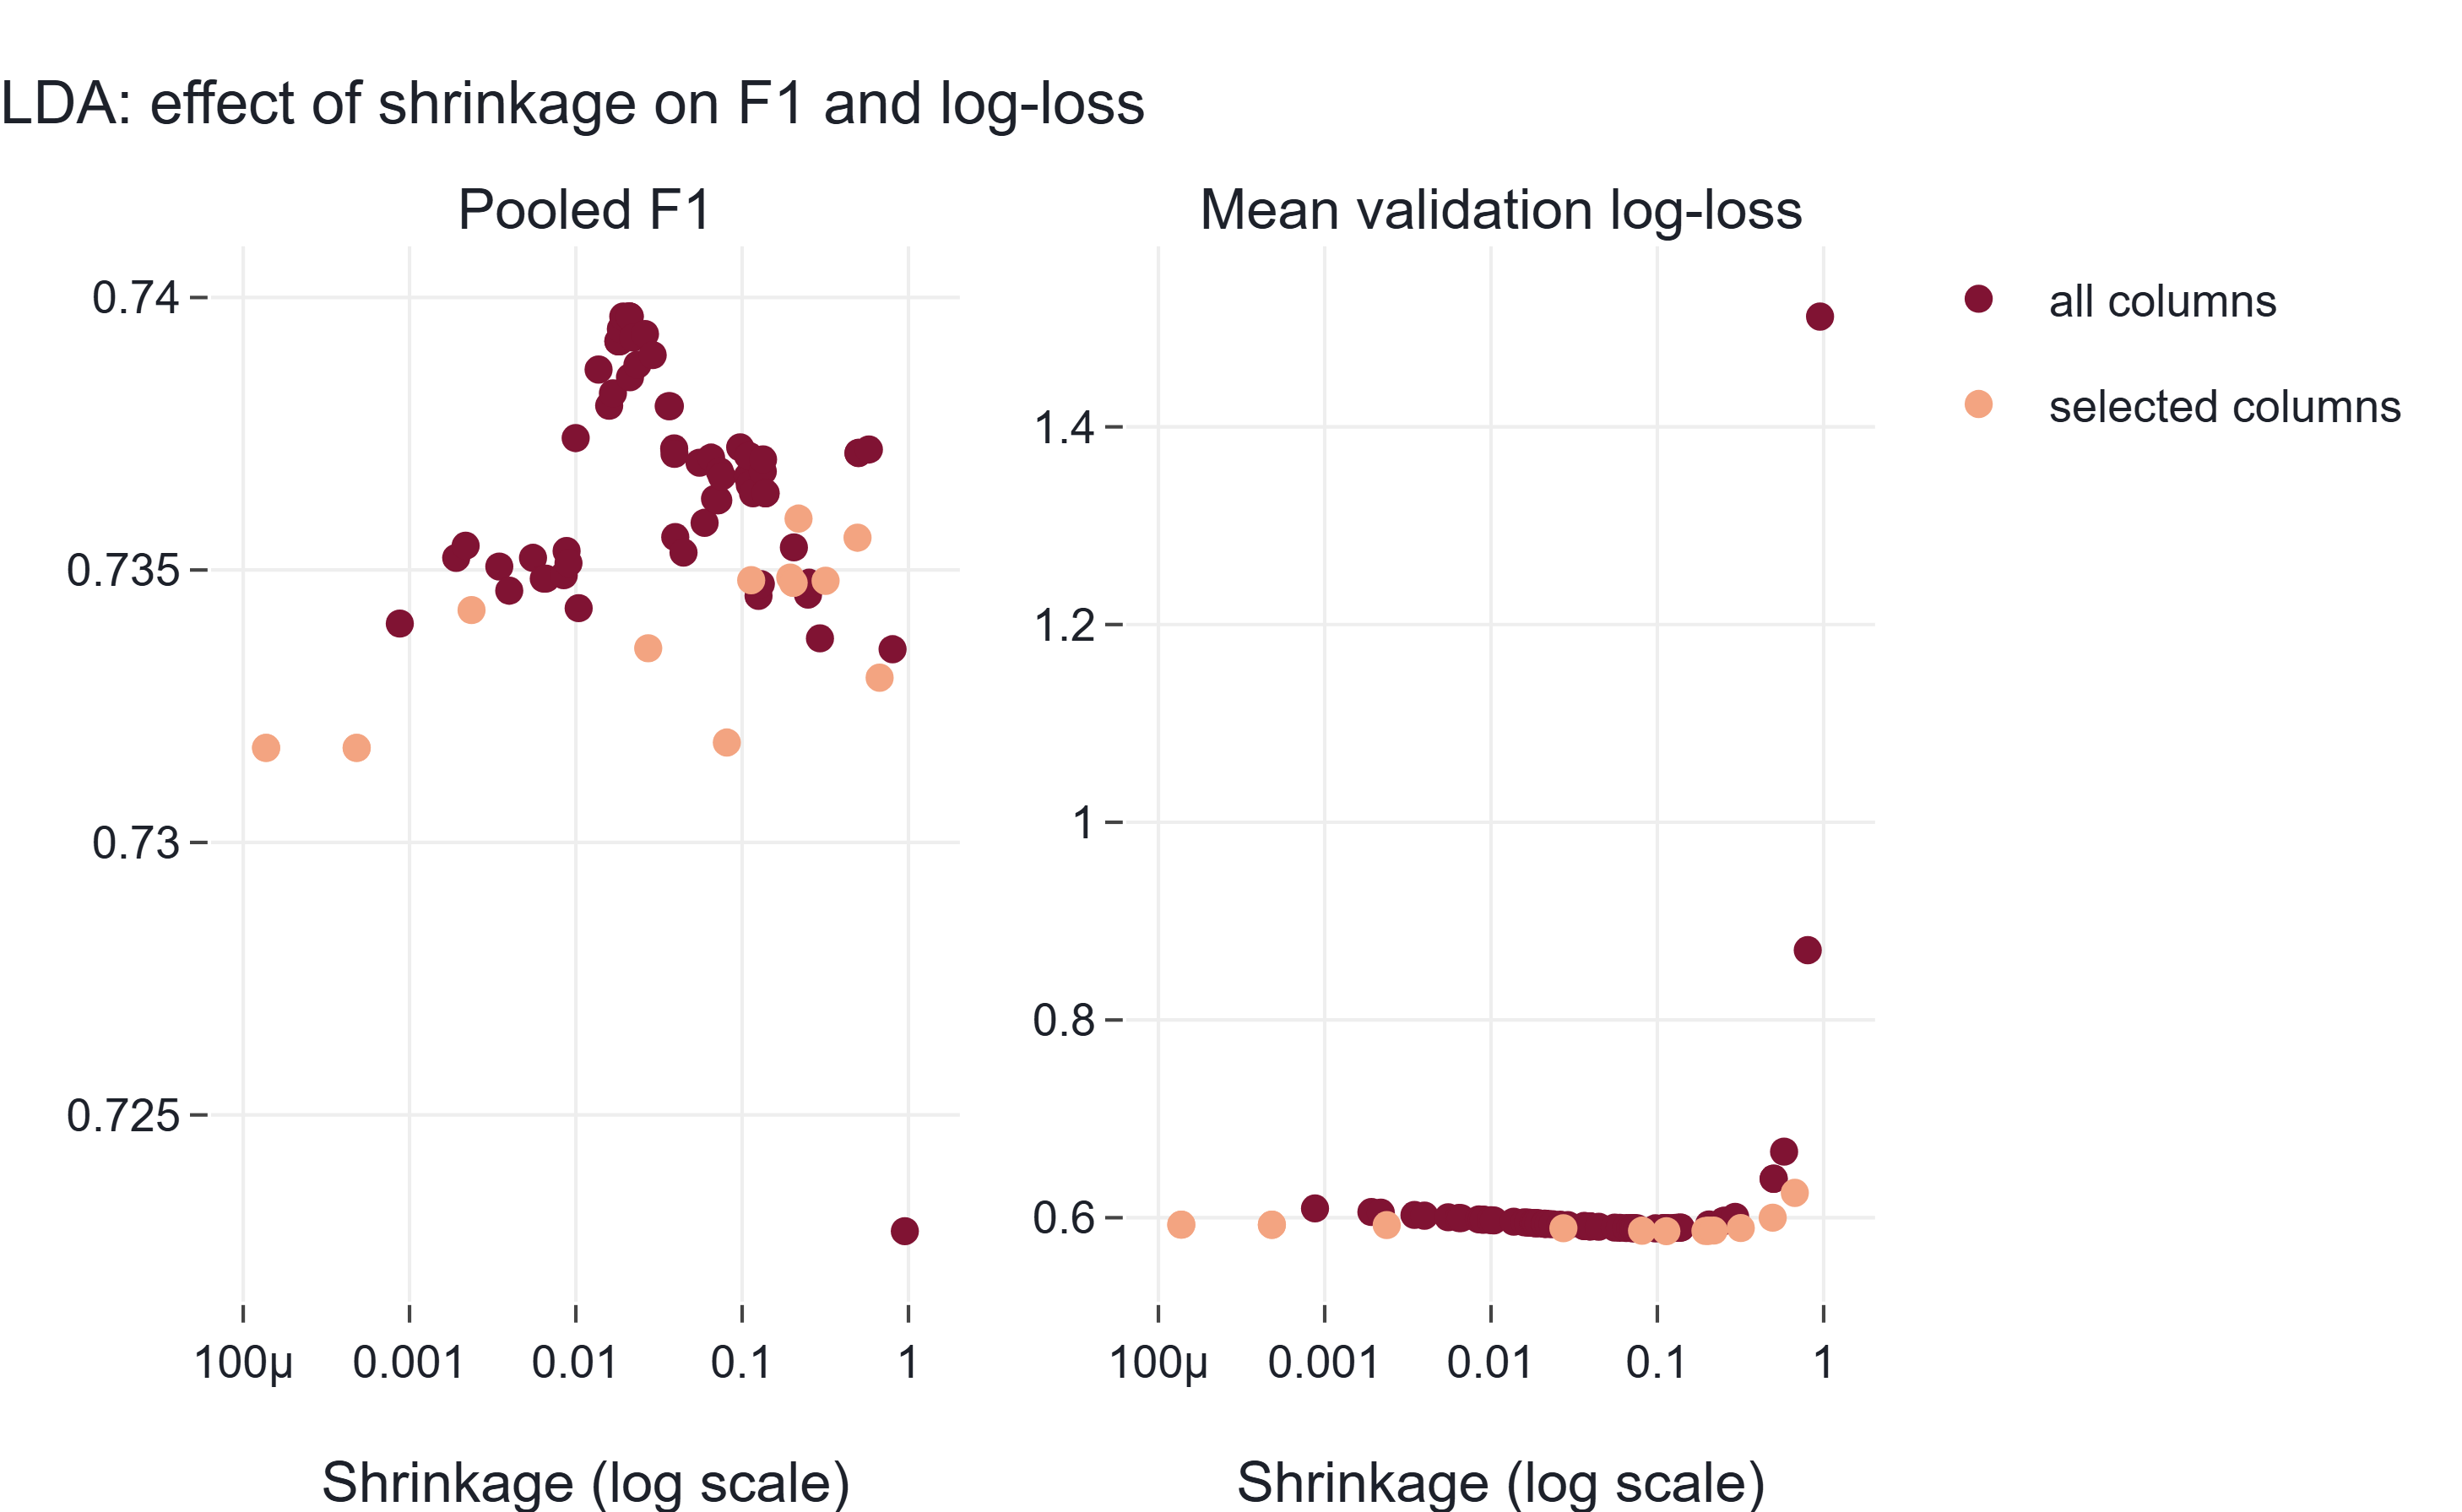 LDA: effect of shrinkage on F1 and log-loss
Pooled F1
Mean validation log-loss
0.74
0.735
0.73
0.725
100µ
0.001
0.01
0.1
1
Shrinkage (log scale)
1.4
1.2
1
0.8
0.6
100µ
0.001
0.01
0.1
1
Shrinkage (log scale)
all columns
selected columns